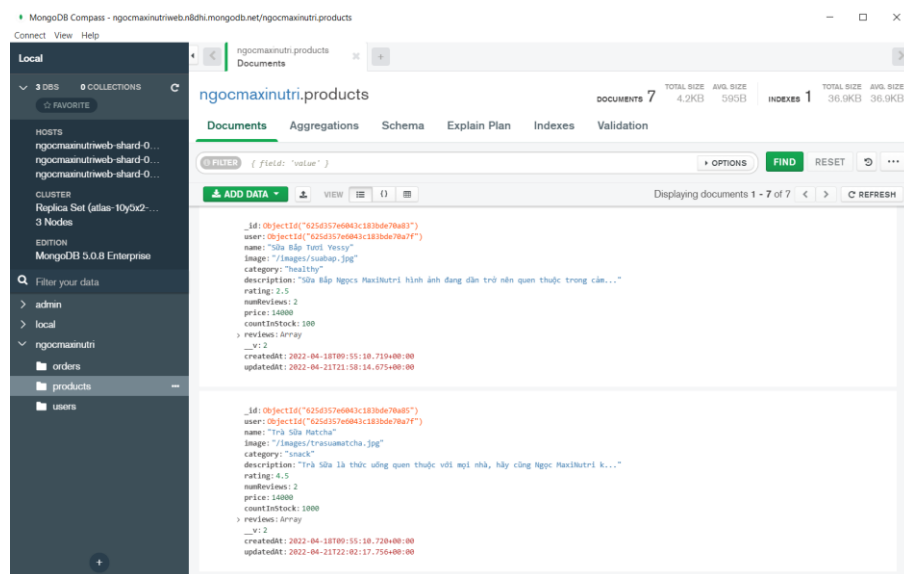 MongoDB Compass - ngocmaxinutriweb.n8dhi.mongodb.net/ngocmaxinutri.products
Connect View Help
Local
3 DBS 0 COLLECTIONS
FAVORITE
HOSTS
ngocmaxinutriweb-shard-0...
ngocmaxinutriweb-shard-0...
ngocmaxinutriweb-shard-0...
CLUSTER
Replica Set (atlas-10y5x2-...
3 Nodes
EDITION
MongoDB 5.0.8 Enterprise
Filter your data
admin
local
ngocmaxinutri
orders
products
users
ngocmaxinutri.products
Documents
ngocmaxinutri.products
DOCUMENTS 7 TOTAL SIZE 4.2KB AVG. SIZE 595B INDEXES 1 TOTAL SIZE 36.9KB AVG. SIZE 36.9KB
Documents Aggregations Schema Explain Plan Indexes Validation
FILTER { field: 'value' } OPTIONS FIND RESET
ADD DATA VIEW Displaying documents 1 - 7 of 7 REFRESH
_id: ObjectId("625d357e6043c183bde70a83")
user: ObjectId("625d357e6043c183bde70a7f")
name: "Sữa Bắp Tươi Yessy"
image: "/images/suabap.jpg"
category: "healthy"
description: "Sữa Bắp Ngọcs MaxiNutri hình ảnh đang dần trở nên quen thuộc trong cảm..."
rating: 2.5
numReviews: 2
price: 14000
countInStock: 100
reviews: Array
__v: 2
createdAt: 2022-04-18T09:55:10.719+00:00
updatedAt: 2022-04-21T21:58:14.675+00:00
_id: ObjectId("625d357e6043c183bde70a85")
user: ObjectId("625d357e6043c183bde70a7f")
name: "Trà Sữa Matcha"
image: "/images/trasuamatcha.jpg"
category: "snack"
description: "Trà Sữa là thức uống quen thuộc với mọi nhà, hãy cũng Ngọc MaxiNutri k..."
rating: 4.5
numReviews: 2
price: 14000
countInStock: 1000
reviews: Array
__v: 2
createdAt: 2022-04-18T09:55:10.720+00:00
updatedAt: 2022-04-21T22:02:17.756+00:00